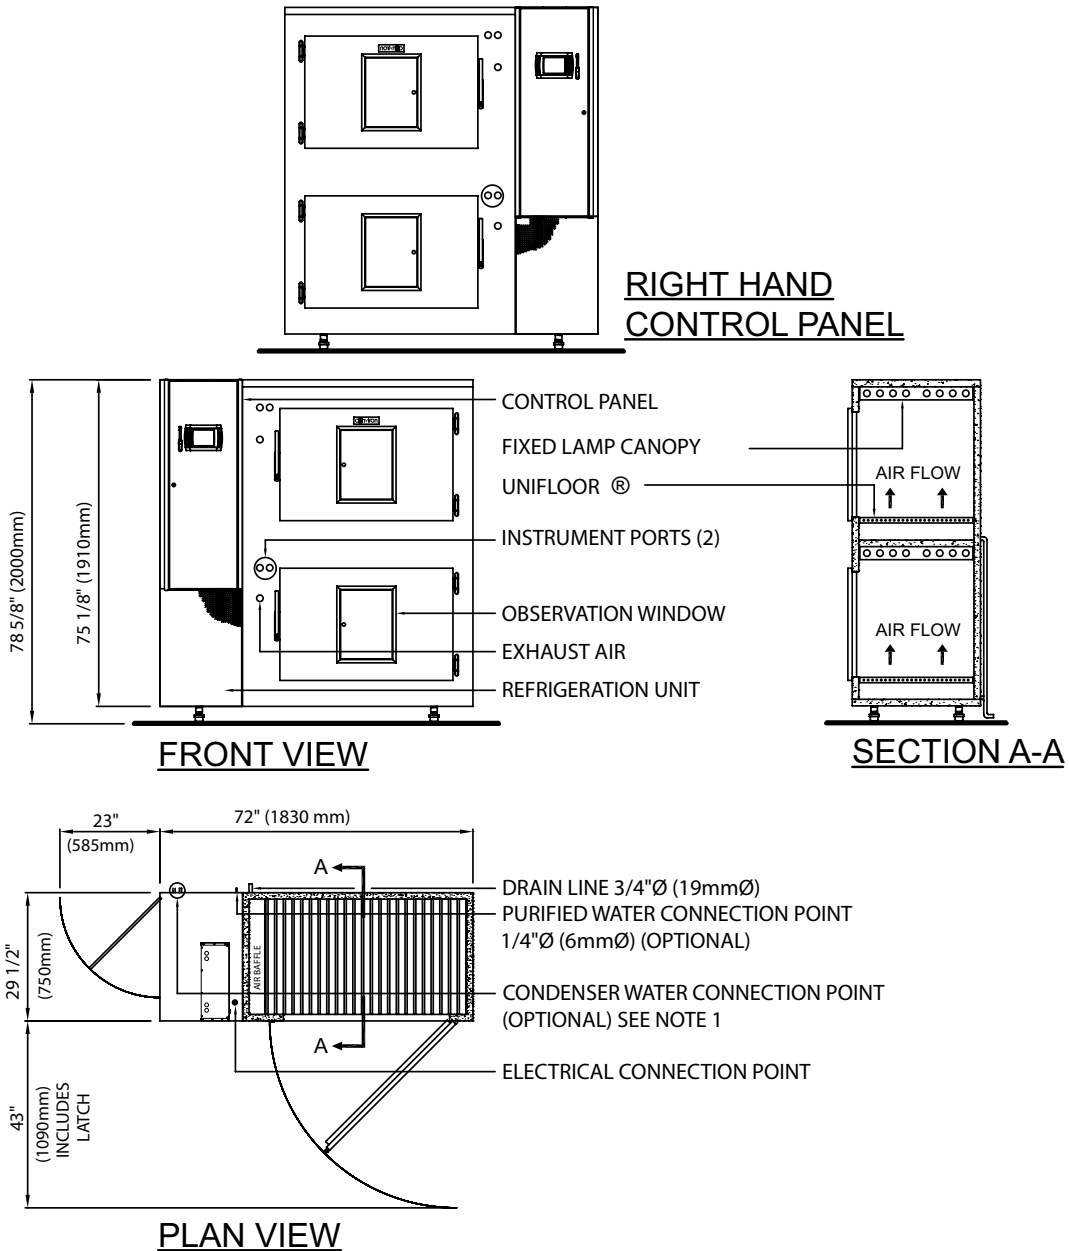 RIGHT HAND
CONTROL PANEL
78 5/8" (2000mm)
75 1/8" (1910mm)
CONTROL PANEL
FIXED LAMP CANOPY
UNIFLOOR ®
INSTRUMENT PORTS (2)
OBSERVATION WINDOW
EXHAUST AIR
REFRIGERATION UNIT
FRONT VIEW
AIR FLOW
AIR FLOW
SECTION A-A
23"
(585mm)
72" (1830 mm)
29 1/2"
(750mm)
43"
(1090mm)
INCLUDES
LATCH
AIR BAFFLE
A
A
DRAIN LINE 3/4"Ø (19mmØ)
PURIFIED WATER CONNECTION POINT
1/4"Ø (6mmØ) (OPTIONAL)
CONDENSER WATER CONNECTION POINT
(OPTIONAL) SEE NOTE 1
ELECTRICAL CONNECTION POINT
PLAN VIEW